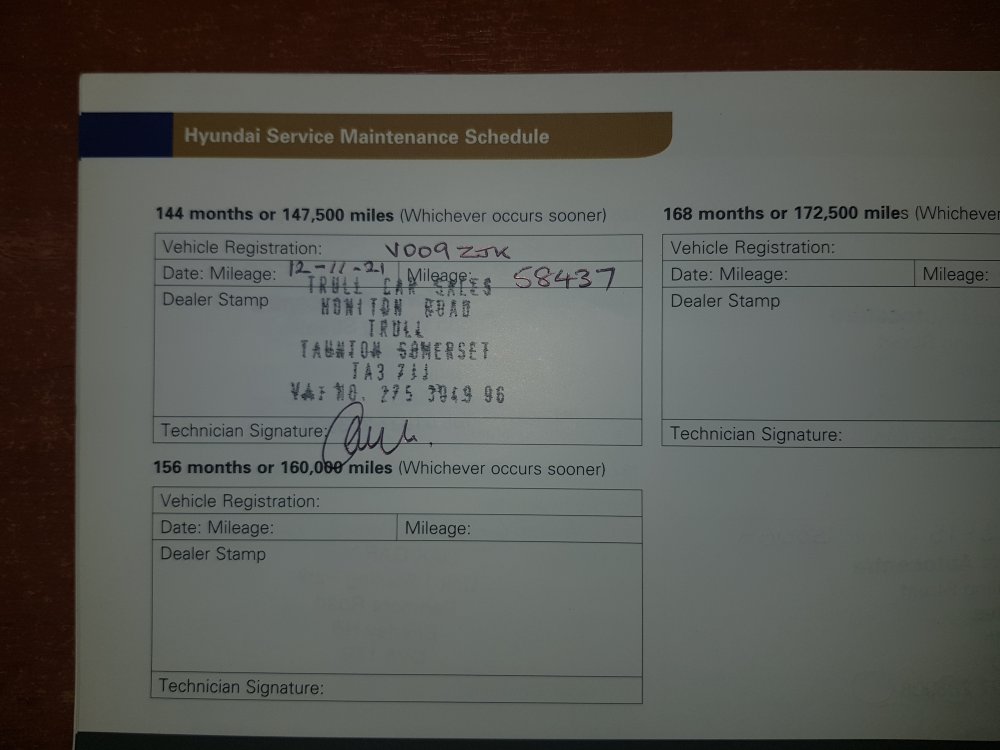 Hyundai Service Maintenance Schedule
144 months or 147,500 miles (Whichever occurs sooner)
Vehicle Registration: VO09 ZJK
Date: Mileage: 12-11-21 Mileage: 58437
Dealer Stamp
TRULL CAR SALES
HONITON ROAD
TRULL
TAUNTON SOMERSET
TA3
VAT NO. 275 3949 96
Technician Signature:
156 months or 160,000 miles (Whichever occurs sooner)
Vehicle Registration:
Date: Mileage: Mileage:
Dealer Stamp
Technician Signature:
168 months or 172,500 miles (Whichever
Vehicle Registration:
Date: Mileage: Mileage:
Dealer Stamp
Technician Signature: